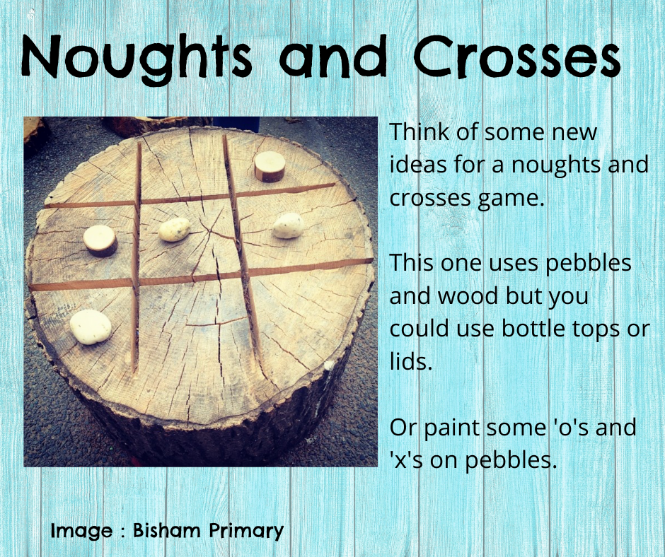 Noughts and Crosses
Think of some new
ideas for a noughts and
crosses game.
This one uses pebbles
and wood but you
could use bottle tops or
lids.
Or paint some 'o's and
'x's on pebbles.
Image : Bisham Primary